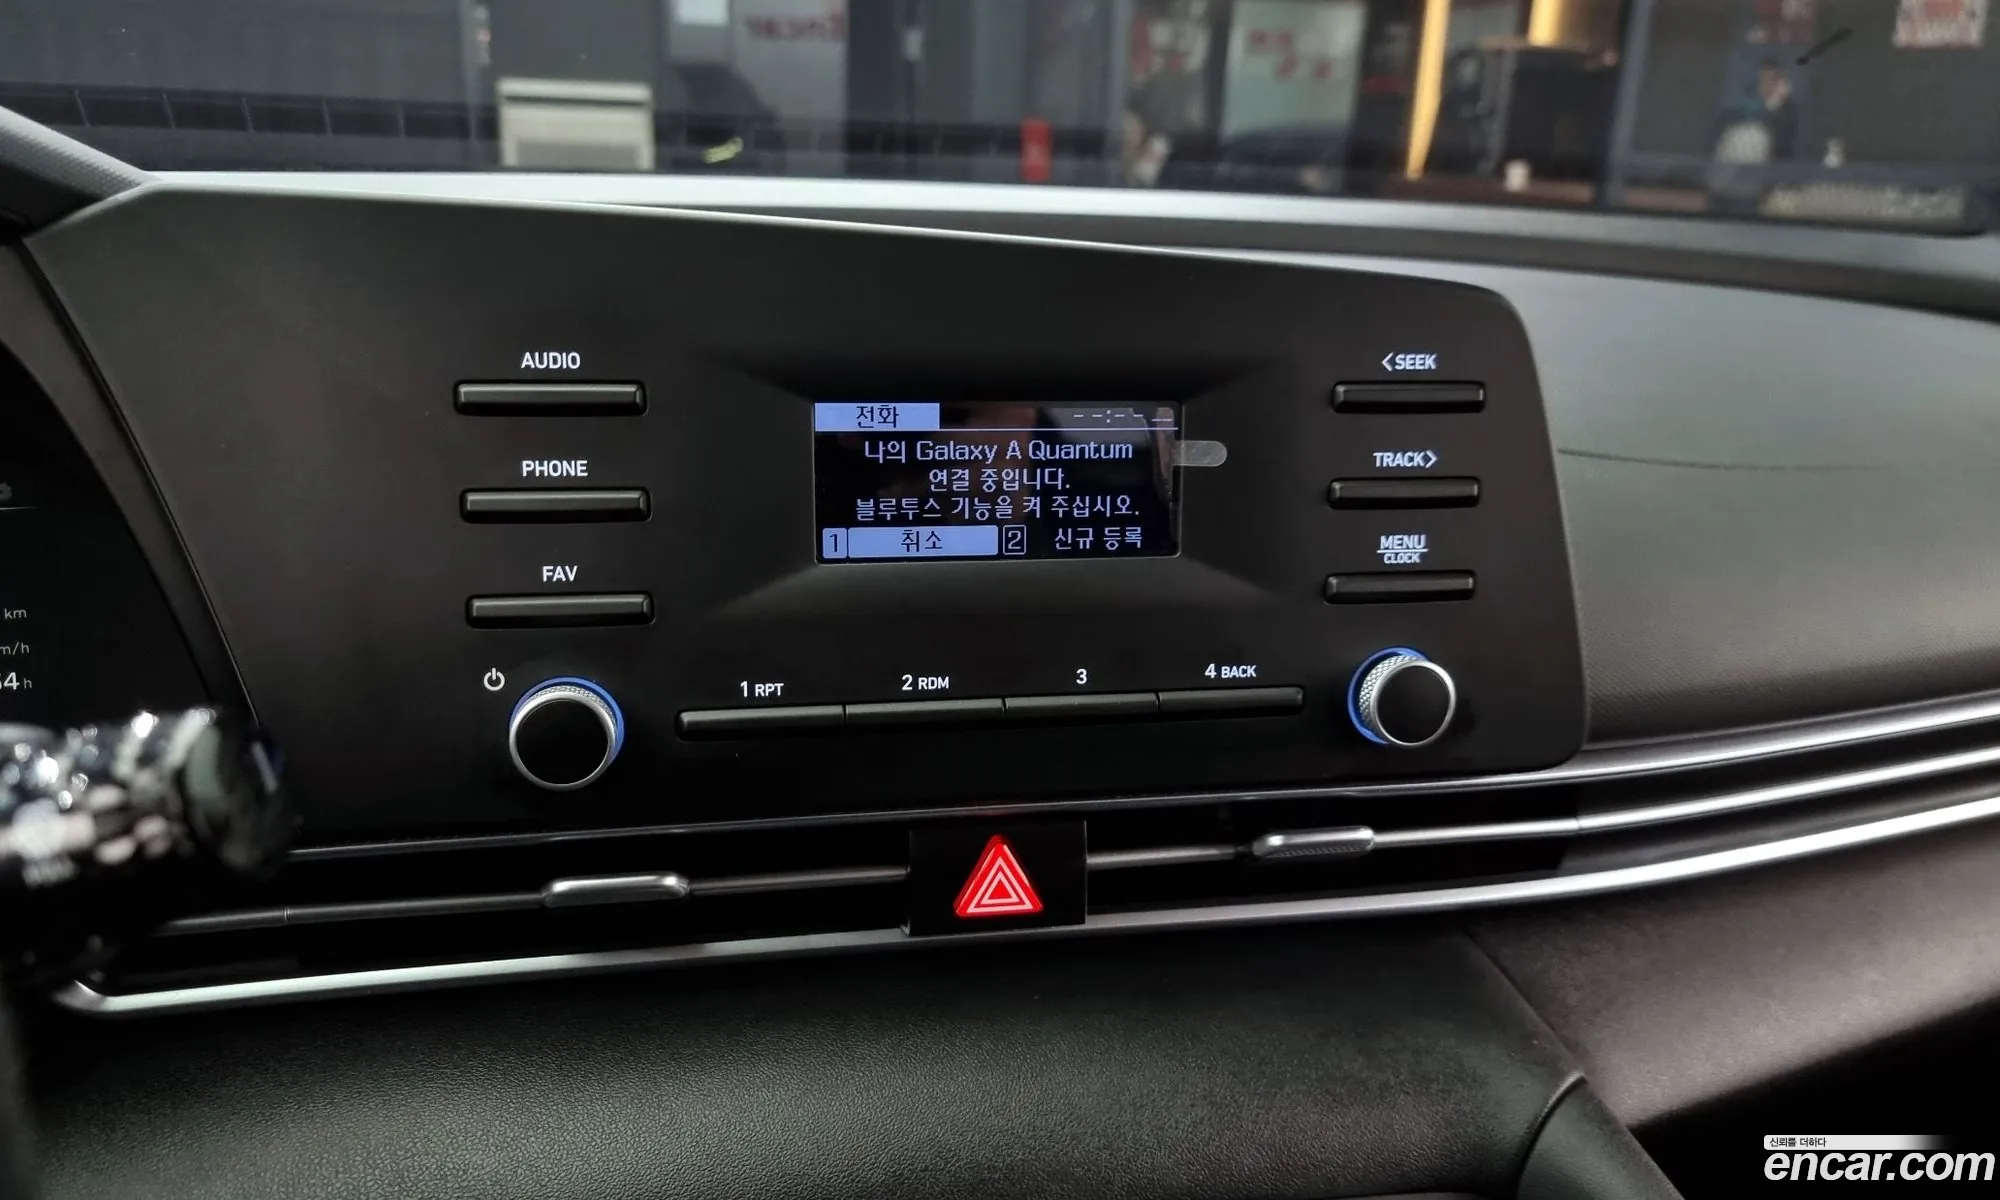 AUDIO
PHONE
FAV
전화
--:--
나의 Galaxy A Quantum
연결 중입니다.
블루투스 기능을 켜 주십시오.
1 취소 2 신규 등록
<SEEK
TRACK>
MENU
CLOCK
1 RPT
2 RDM
3
4 BACK
km
m/h
54 h
신뢰를 더하다
encar.com